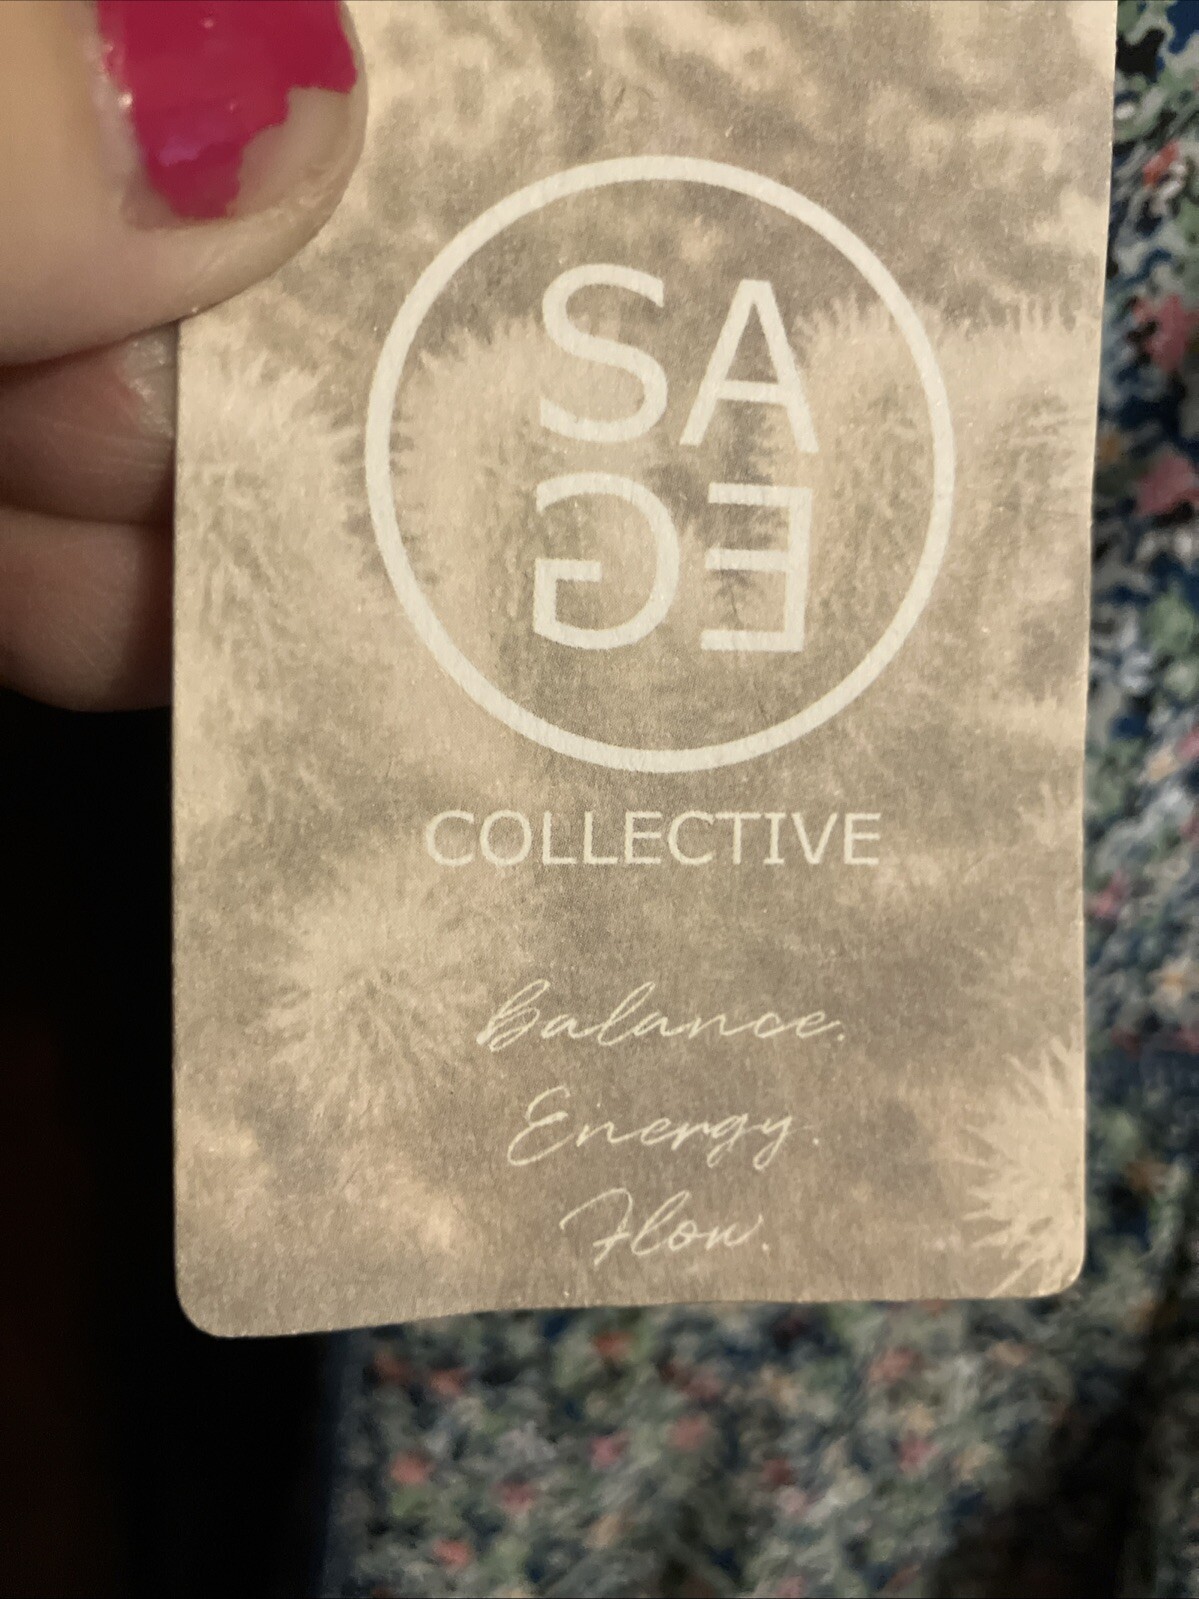 SA
GE
COLLECTIVE
Balance.
Energy.
Flow.